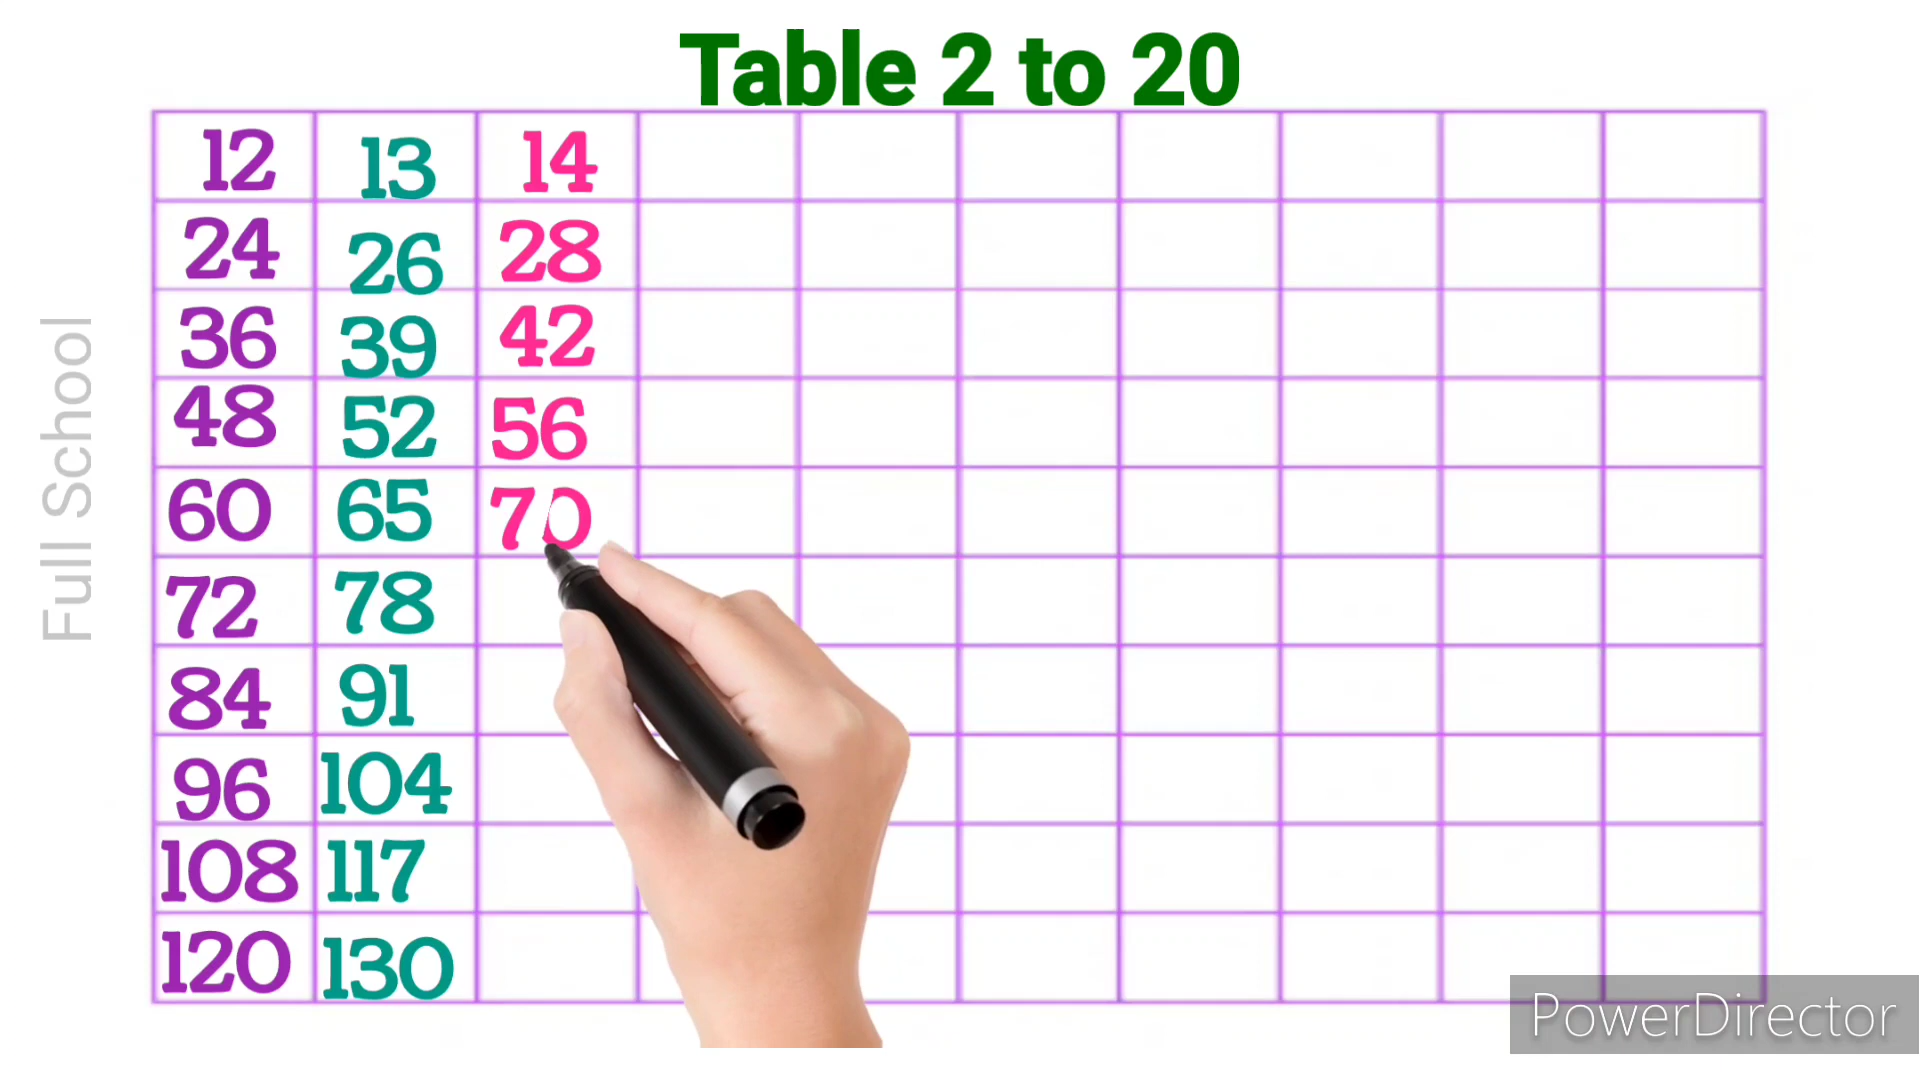 Table 2 to 20
12 13 14
24 26 28
36 39 42
48 52 56
60 65 70
72 78
84 91
96 104
108 117
120 130
Full School
PowerDirector